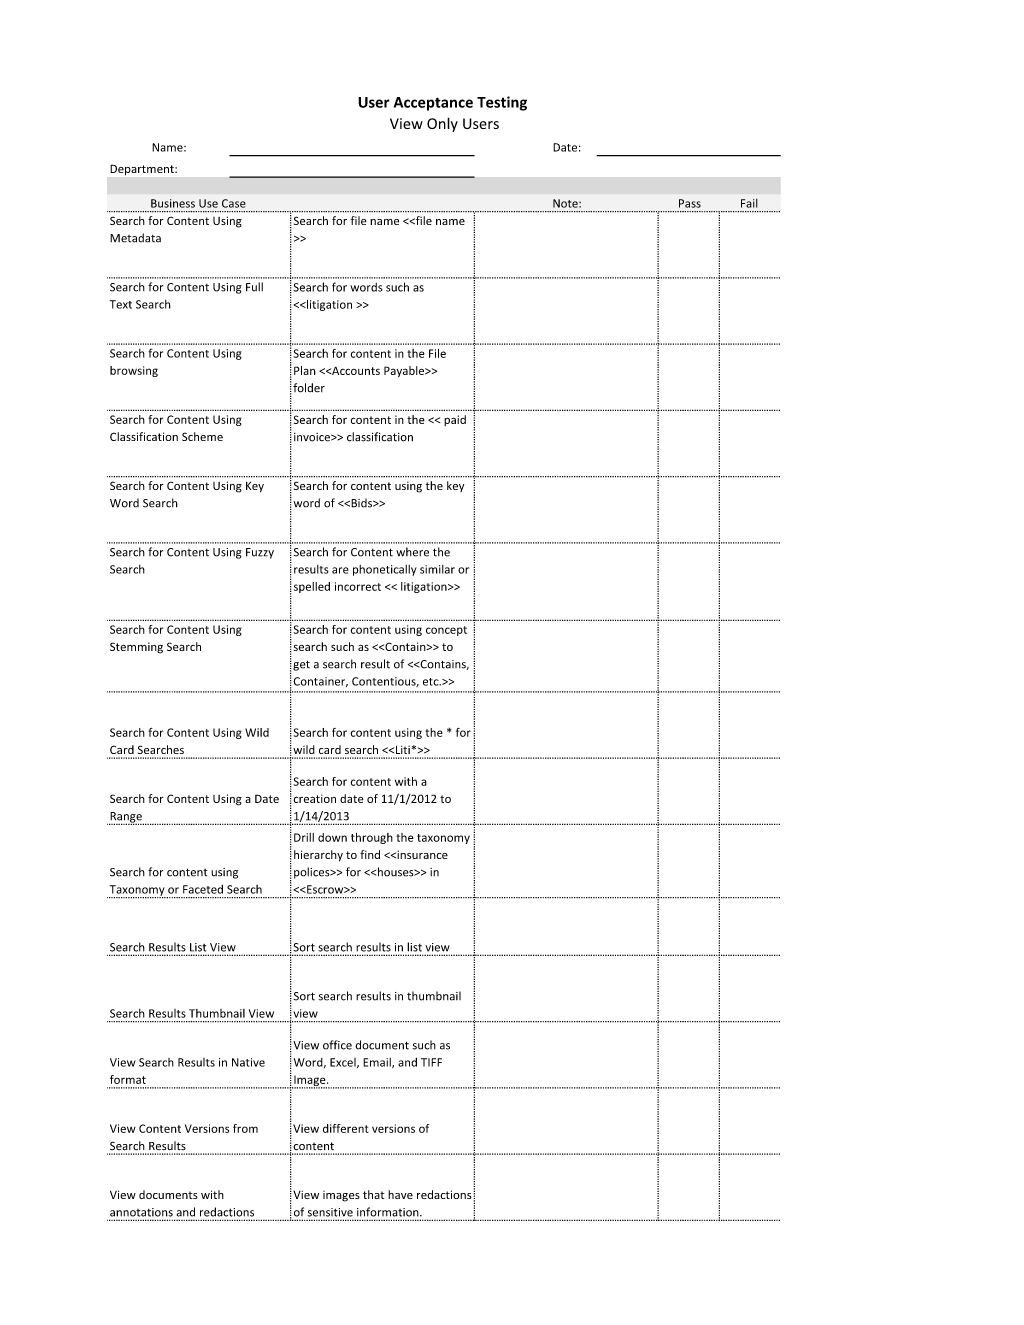 User Acceptance Testing
View Only Users
Name:
Date:
Department:
Business Use Case
Note:
Pass
Fail
Search for Content Using
Metadata
Search for file name <<file name
>>
Search for Content Using Full
Text Search
Search for words such as
<<litigation >>
Search for Content Using
browsing
Search for content in the File
Plan <<Accounts Payable>>
folder
Search for Content Using
Classification Scheme
Search for content in the << paid
invoice>> classification
Search for Content Using Key
Word Search
Search for content using the key
word of <<Bids>>
Search for Content Using Fuzzy
Search
Search for Content where the
results are phonetically similar or
spelled incorrect << litigation>>
Search for Content Using
Stemming Search
Search for content using concept
search such as <<Contain>> to
get a search result of <<Contains,
Container, Contentious, etc.>>
Search for Content Using Wild
Card Searches
Search for content using the * for
wild card search <<Liti*>>
Search for Content Using a Date
Range
Search for content with a
creation date of 11/1/2012 to
1/14/2013
Search for content using
Taxonomy or Faceted Search
Drill down through the taxonomy
hierarchy to find <<insurance
polices>> for <<houses>> in
<<Escrow>>
Search Results List View
Sort search results in list view
Search Results Thumbnail View
Sort search results in thumbnail
view
View Search Results in Native
format
View office document such as
Word, Excel, Email, and TIFF
Image.
View Content Versions from
Search Results
View different versions of
content
View documents with
annotations and redactions
View images that have redactions
of sensitive information.